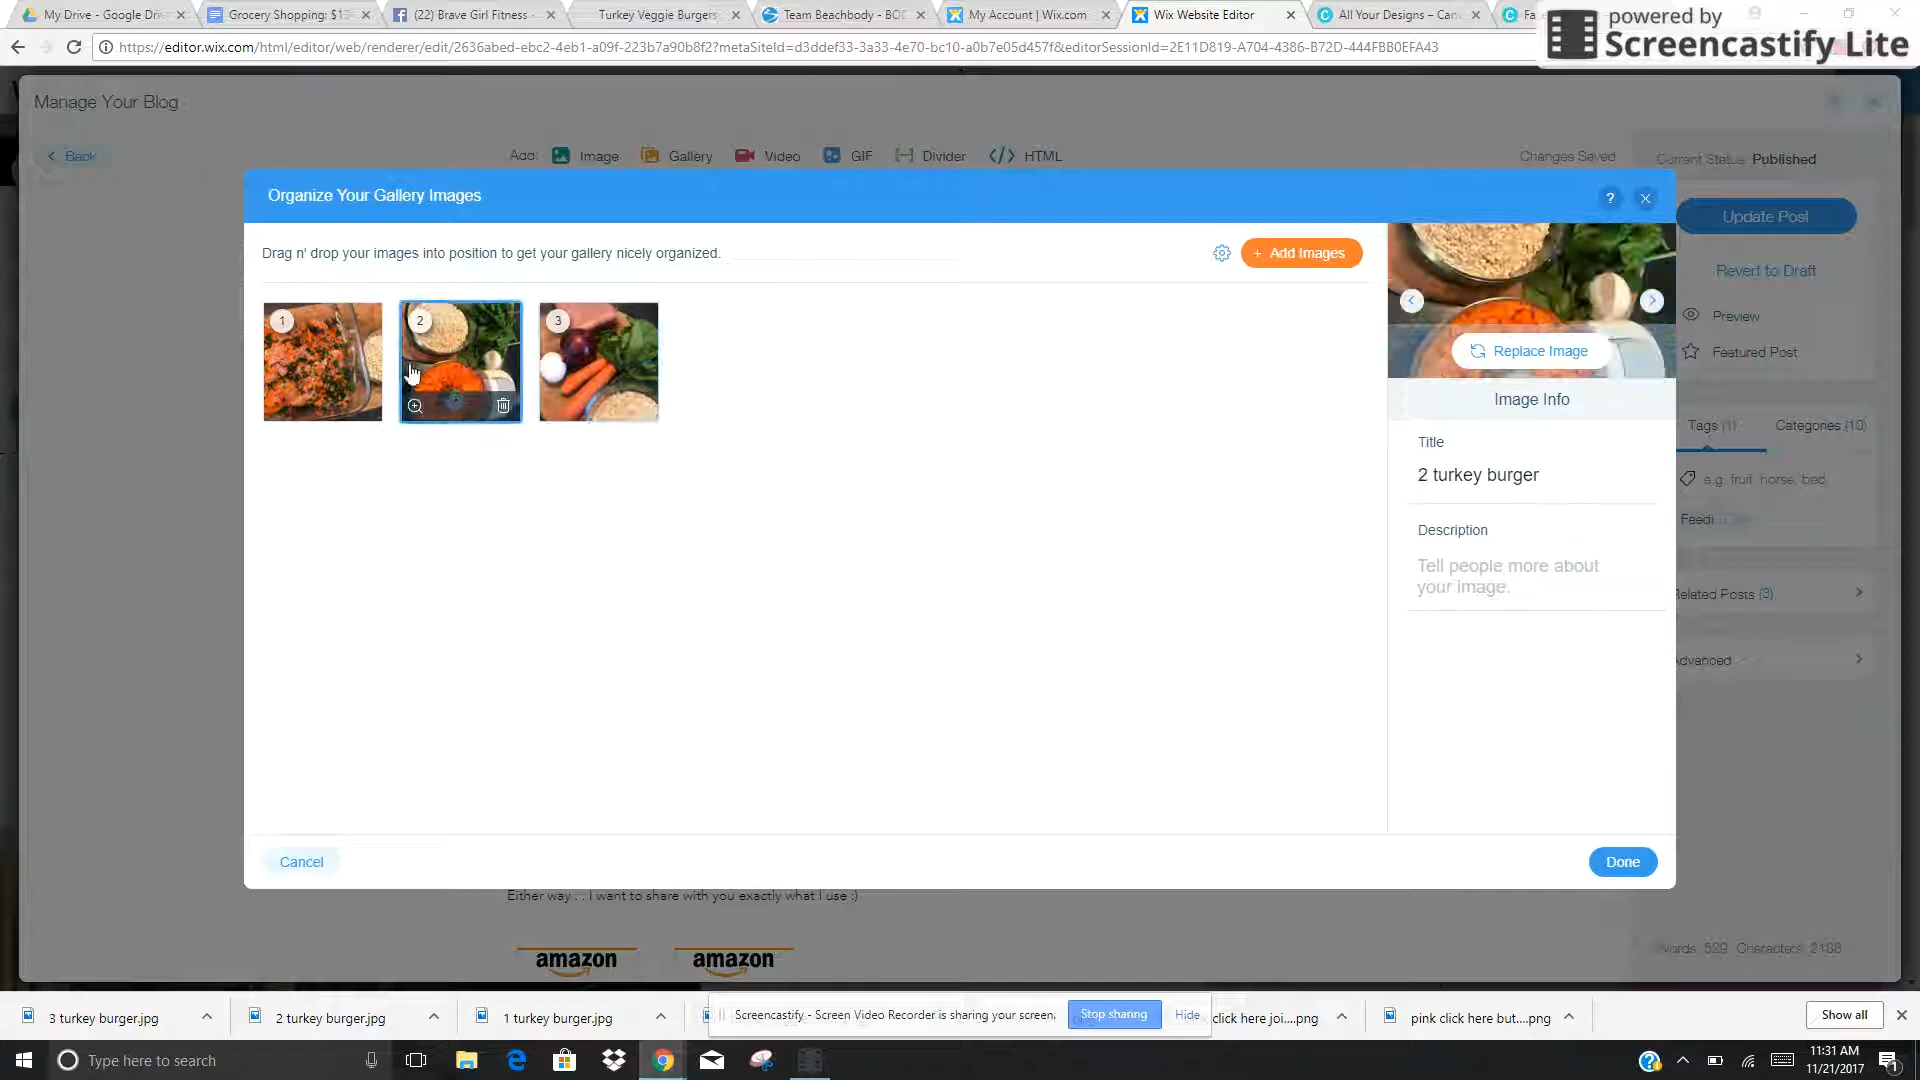 My Drive - Google Driv
Grocery Shopping: $13
(22) Brave Girl Fitness -
Turkey Veggie Burgers
Team Beachbody - BOD
My Account | Wix.com
Wix Website Editor
All Your Designs – Can
powered by
Screencastify Lite
https://editor.wix.com/html/editor/web/renderer/edit/2636abed-ebc2-4eb1-a09f-223b7a90b8f2?metaSiteId=d3ddef33-3a33-4e70-bc10-a0b7e05d457f&editorSessionId=2E11D819-A704-4386-B72D-444FBB0EFA43
Manage Your Blog
Back
Add: Image Gallery Video GIF Divider HTML
Changes Saved
Current Status: Published
Organize Your Gallery Images
?
Update Post
Drag n' drop your images into position to get your gallery nicely organized.
+ Add Images
Revert to Draft
1
2
3
Preview
Replace Image
Featured Post
Image Info
Tags (1)
Categories (10)
Title
2 turkey burger
e.g. fruit, horse, bed
Description
Tell people more about
your image.
Related Posts (3)
Advanced
Cancel
Done
Either way . . I want to share with you exactly what I use :)
Words: 529 Characters: 2188
amazon
amazon
3 turkey burger.jpg
2 turkey burger.jpg
1 turkey burger.jpg
Screencastify - Screen Video Recorder is sharing your screen.
Stop sharing
Hide
click here joi....png
pink click here but....png
Show all
Type here to search
11:31 AM
11/21/2017
1